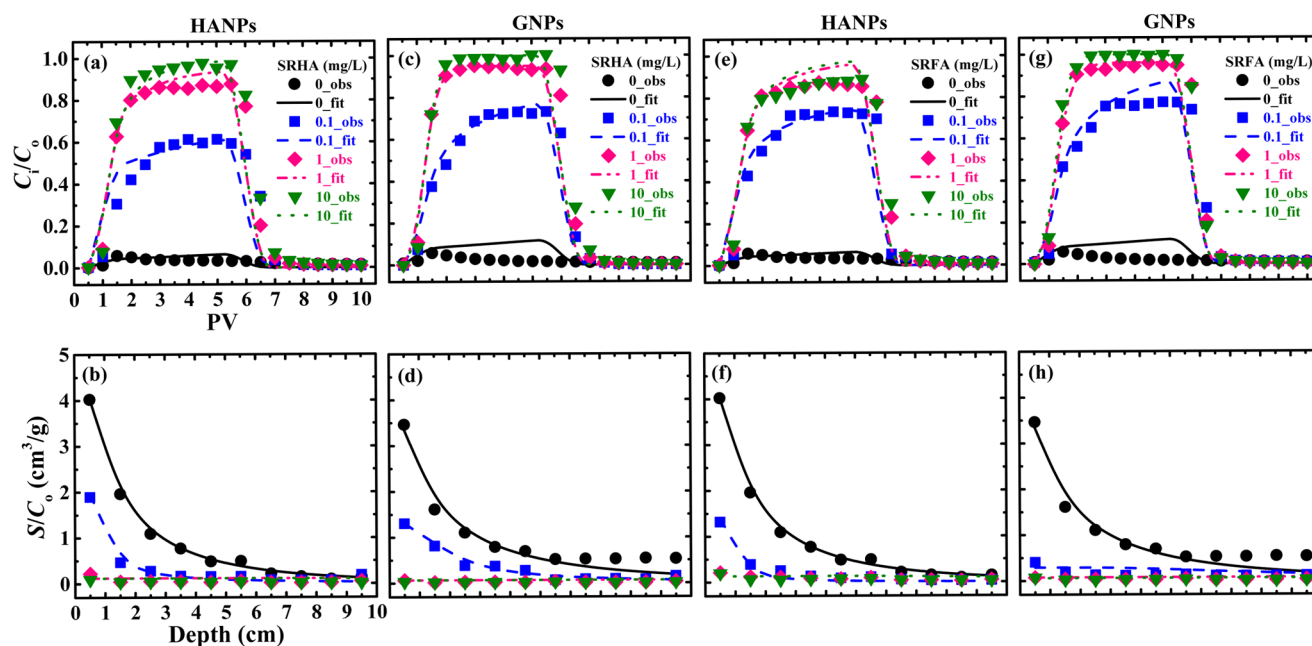 HANPs
GNPs
HANPs
GNPs
(a)
SRHA (mg/L)
0_obs
0_fit
0.1_obs
0.1_fit
1_obs
1_fit
10_obs
10_fit
(c)
SRHA (mg/L)
0_obs
0_fit
0.1_obs
0.1_fit
1_obs
1_fit
10_obs
10_fit
(e)
SRFA (mg/L)
0_obs
0_fit
0.1_obs
0.1_fit
1_obs
1_fit
10_obs
10_fit
(g)
SRFA (mg/L)
0_obs
0_fit
0.1_obs
0.1_fit
1_obs
1_fit
10_obs
10_fit
Ci/Co
1.0
0.8
0.6
0.4
0.2
0.0
0 1 2 3 4 5 6 7 8 9 10
PV
(b)
(d)
(f)
(h)
S/Co (cm³/g)
5
4
3
2
1
0
0 1 2 3 4 5 6 7 8 9 10
Depth (cm)